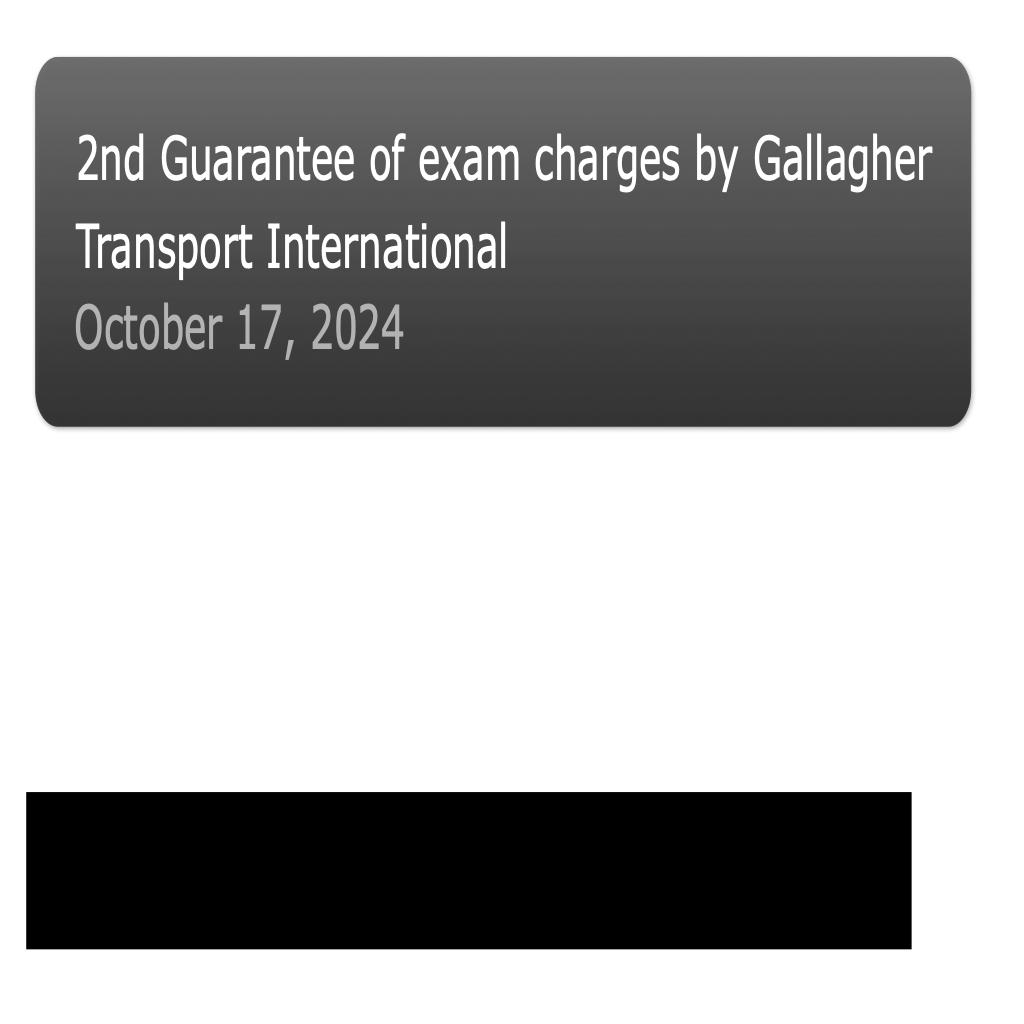 2nd Guarantee of exam charges by Gallagher
Transport International
October 17, 2024